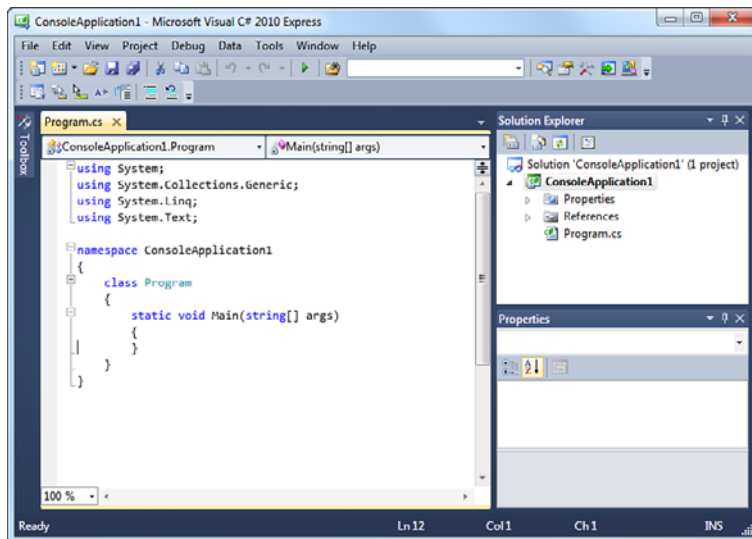 ConsoleApplication1 - Microsoft Visual C# 2010 Express
File Edit View Project Debug Data Tools Window Help
Toolbox
Program.cs
ConsoleApplication1.Program
Main(string[] args)
using System;
using System.Collections.Generic;
using System.Linq;
using System.Text;
namespace ConsoleApplication1
{
class Program
{
static void Main(string[] args)
{
}
}
}
100 %
Solution Explorer
Solution 'ConsoleApplication1' (1 project)
ConsoleApplication1
Properties
References
Program.cs
Properties
Ready Ln 12 Col 1 Ch 1 INS